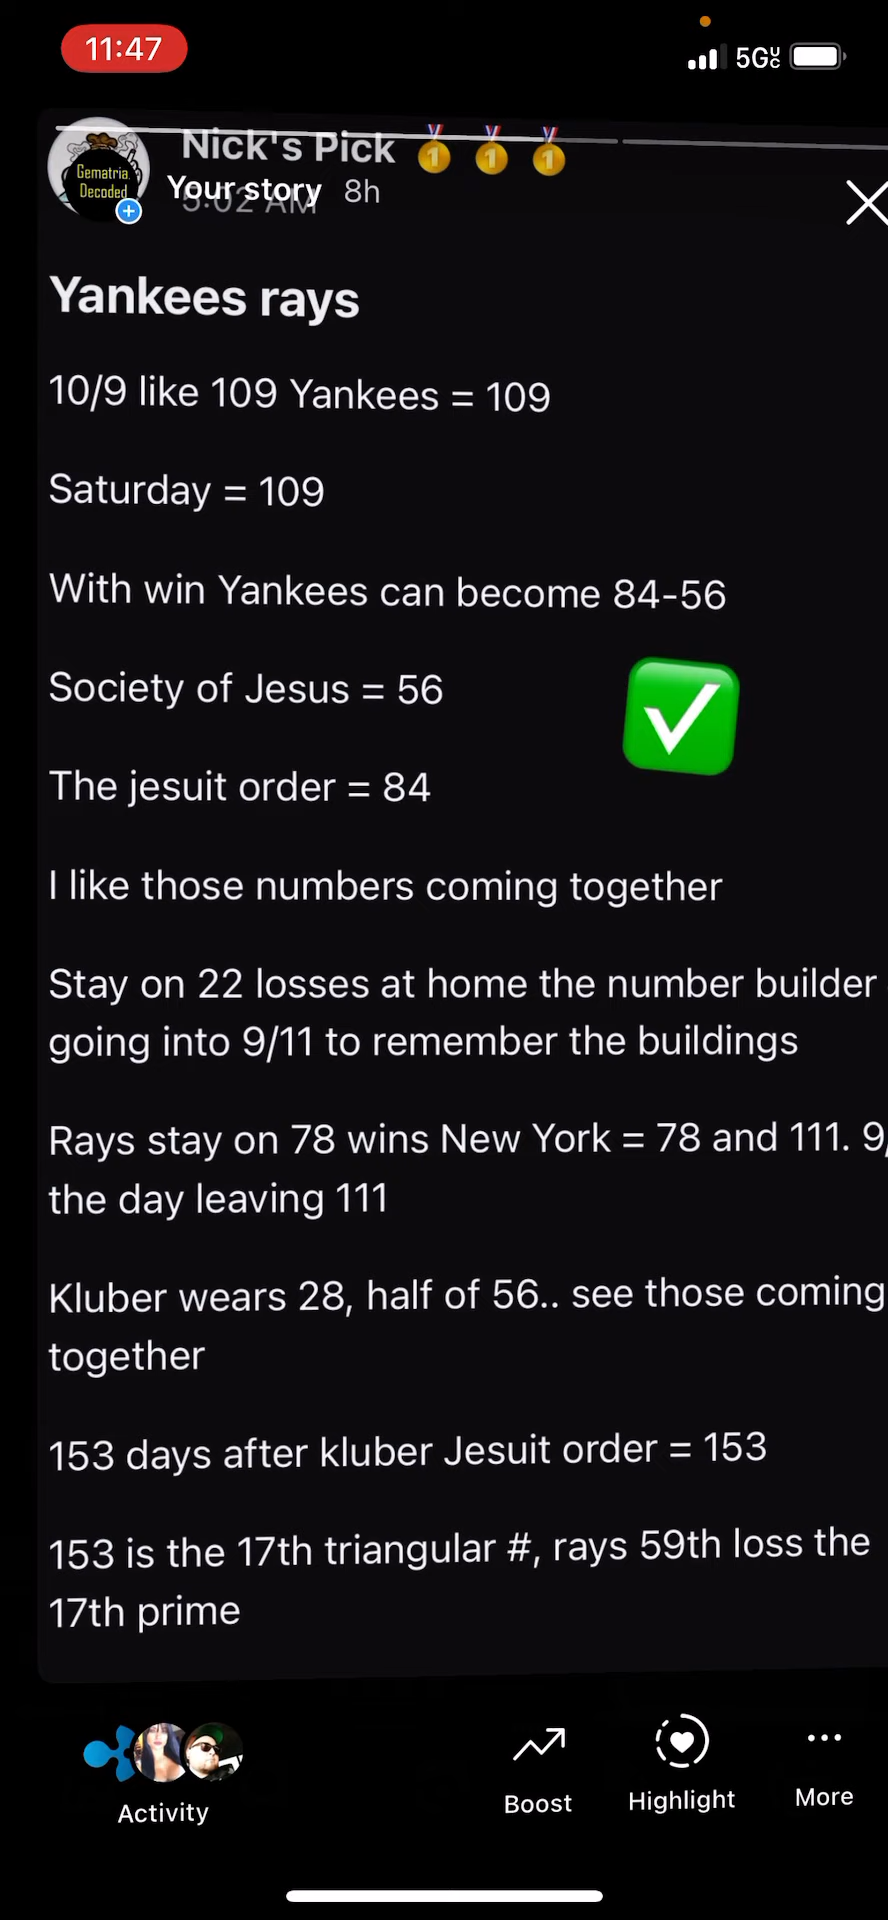 11:47
5GUC
Nick's Pick 🥇 🥇 🥇
Gematria.
Decoded
Your story 8h
5:02 AM
Yankees rays
10/9 like 109 Yankees = 109
Saturday = 109
With win Yankees can become 84-56
Society of Jesus = 56
The jesuit order = 84
I like those numbers coming together
Stay on 22 losses at home the number builder
going into 9/11 to remember the buildings
Rays stay on 78 wins New York = 78 and 111. 9/
the day leaving 111
Kluber wears 28, half of 56.. see those coming
together
153 days after kluber Jesuit order = 153
153 is the 17th triangular #, rays 59th loss the
17th prime
Activity
Boost
Highlight
More